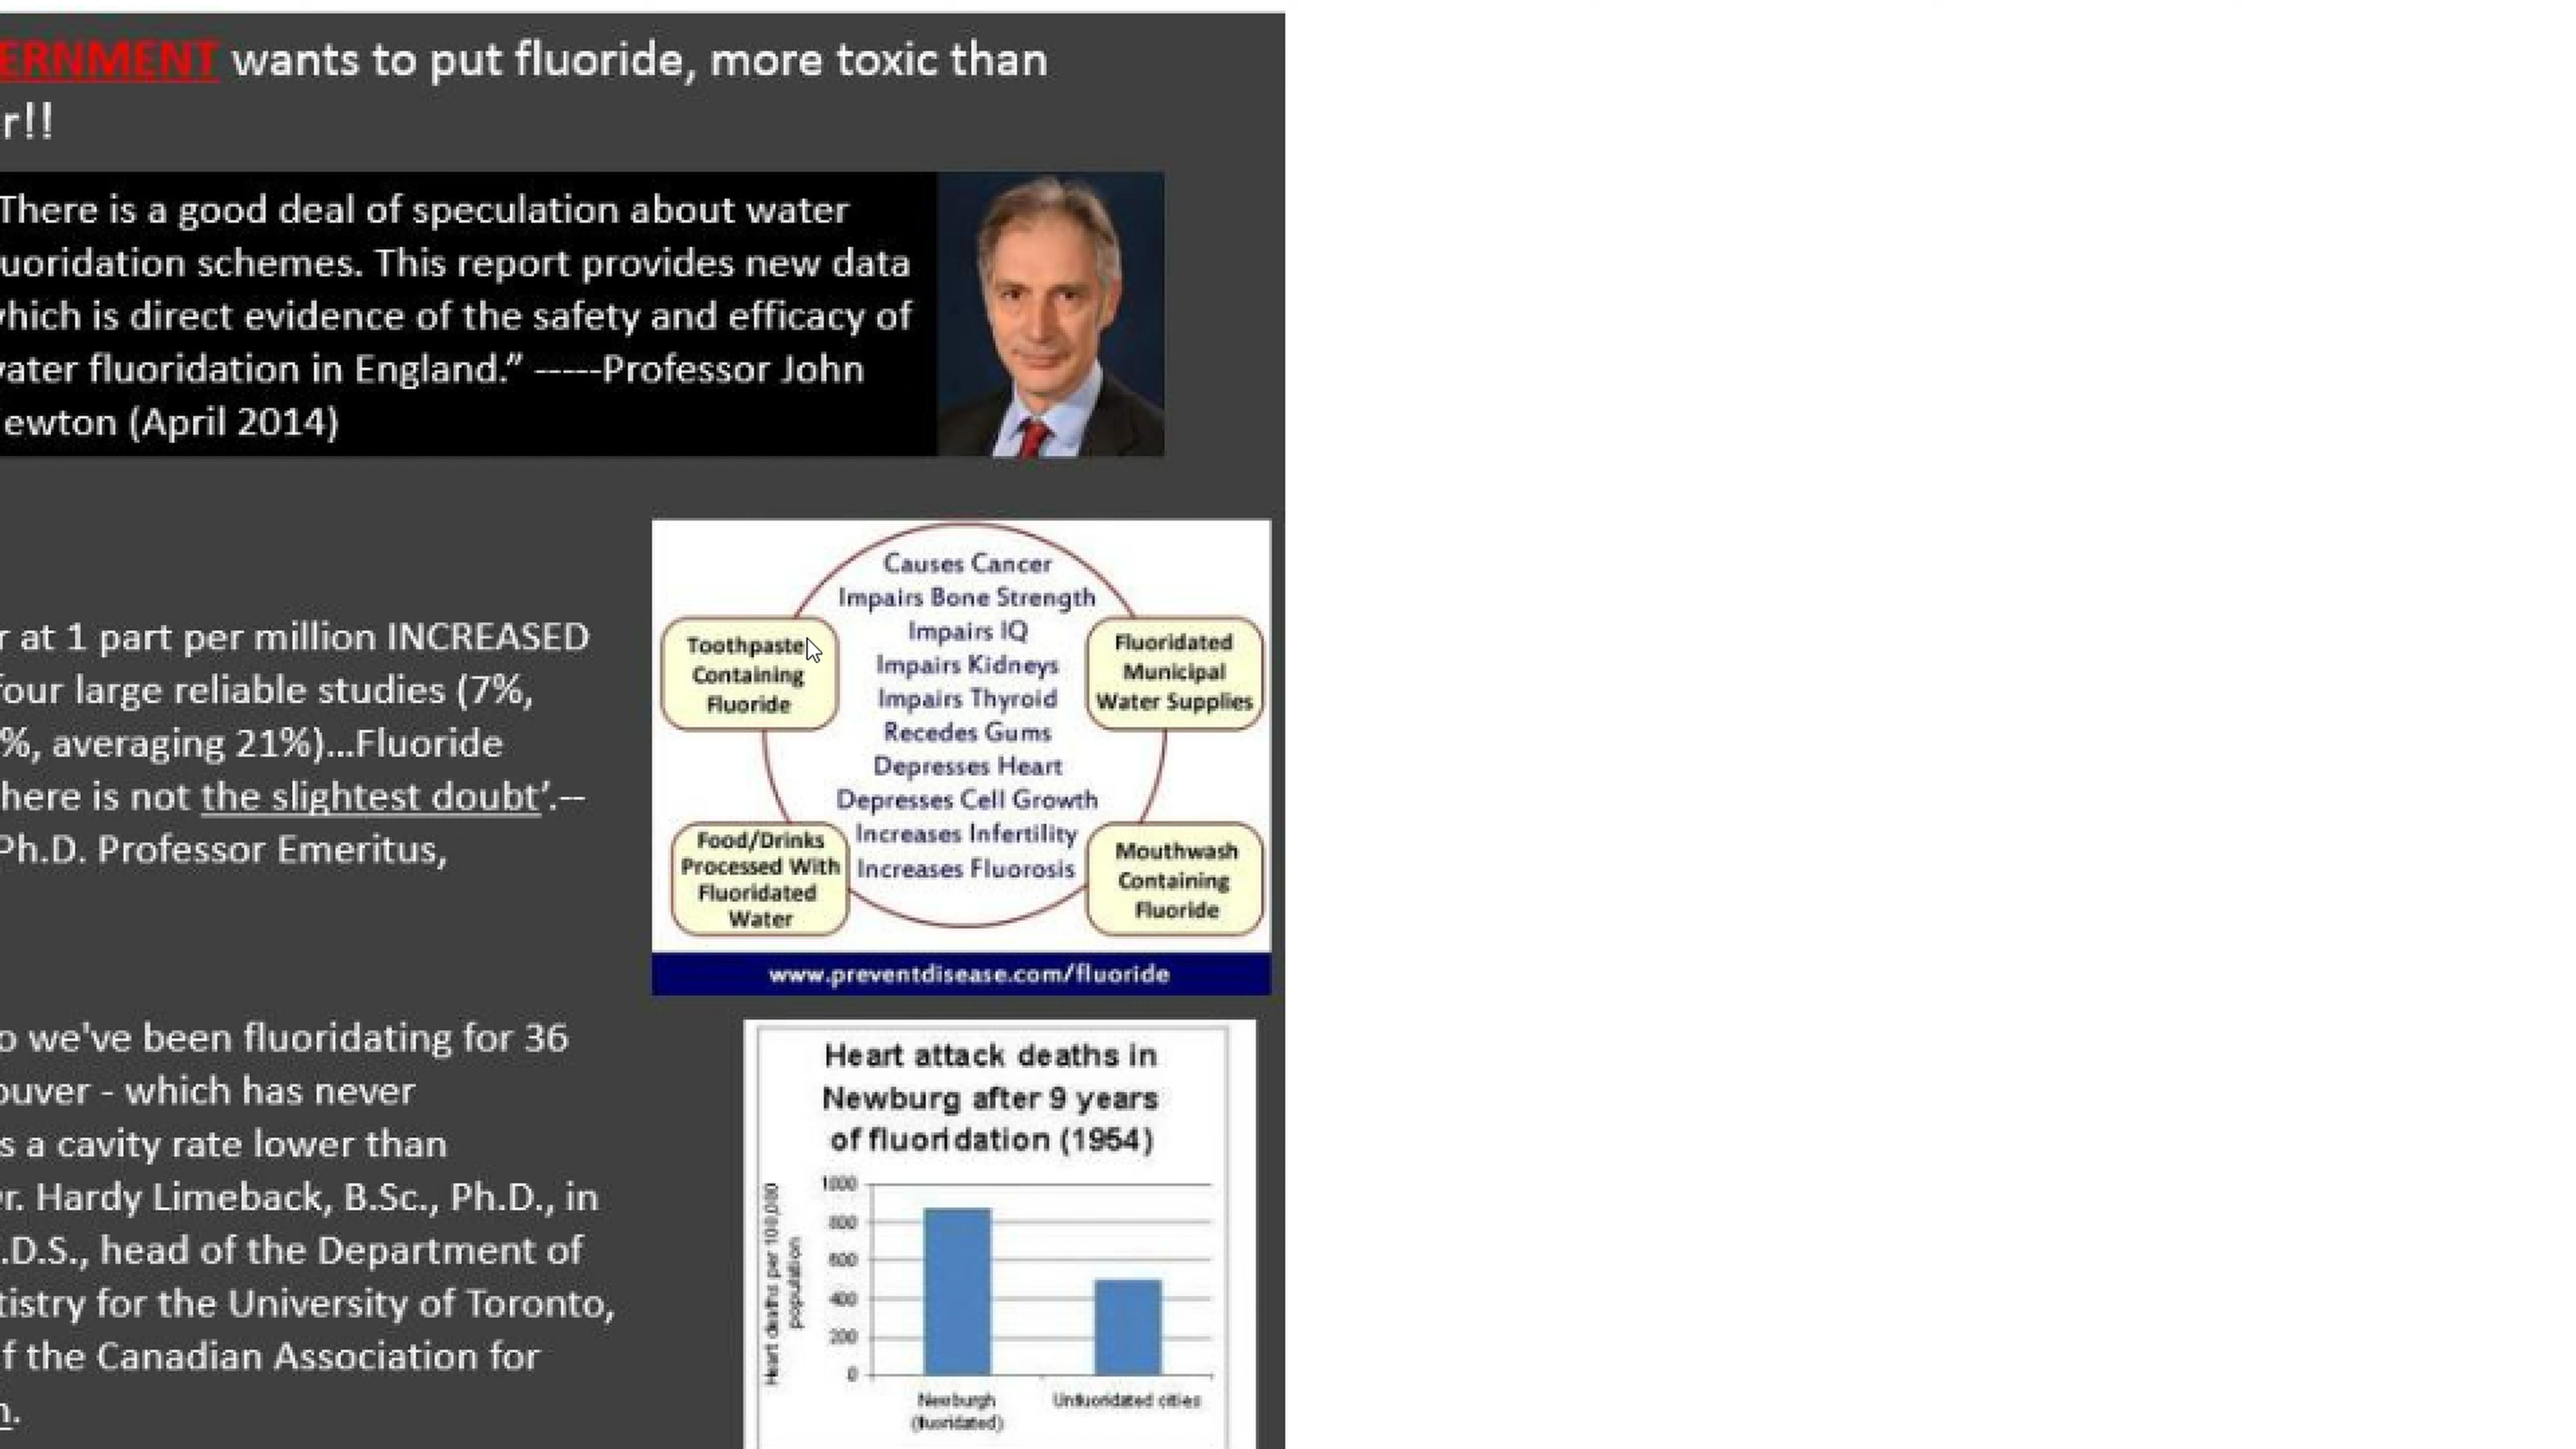 ERNMENT wants to put fluoride, more toxic than
r!!
There is a good deal of speculation about water
uoridation schemes. This report provides new data
hich is direct evidence of the safety and efficacy of
ater fluoridation in England.” -----Professor John
ewton (April 2014)
r at 1 part per million INCREASED
four large reliable studies (7%,
%, averaging 21%)…Fluoride
here is not the slightest doubt’.--
Ph.D. Professor Emeritus,
Causes Cancer
Impairs Bone Strength
Impairs IQ
Impairs Kidneys
Impairs Thyroid
Recedes Gums
Depresses Heart
Depresses Cell Growth
Increases Infertility
Increases Fluorosis
Toothpaste
Containing
Fluoride
Fluoridated
Municipal
Water Supplies
Food/Drinks
Processed With
Fluoridated
Water
Mouthwash
Containing
Fluoride
www.preventdisease.com/fluoride
o we've been fluoridating for 36
ouver - which has never
s a cavity rate lower than
r. Hardy Limeback, B.Sc., Ph.D., in
.D.S., head of the Department of
tistry for the University of Toronto,
f the Canadian Association for
n.
Heart attack deaths in
Newburg after 9 years
of fluoridation (1954)
Heart deaths per 100,000
population
1000
800
600
400
200
0
Newburgh
(fluoridated)
Unfluoridated cities